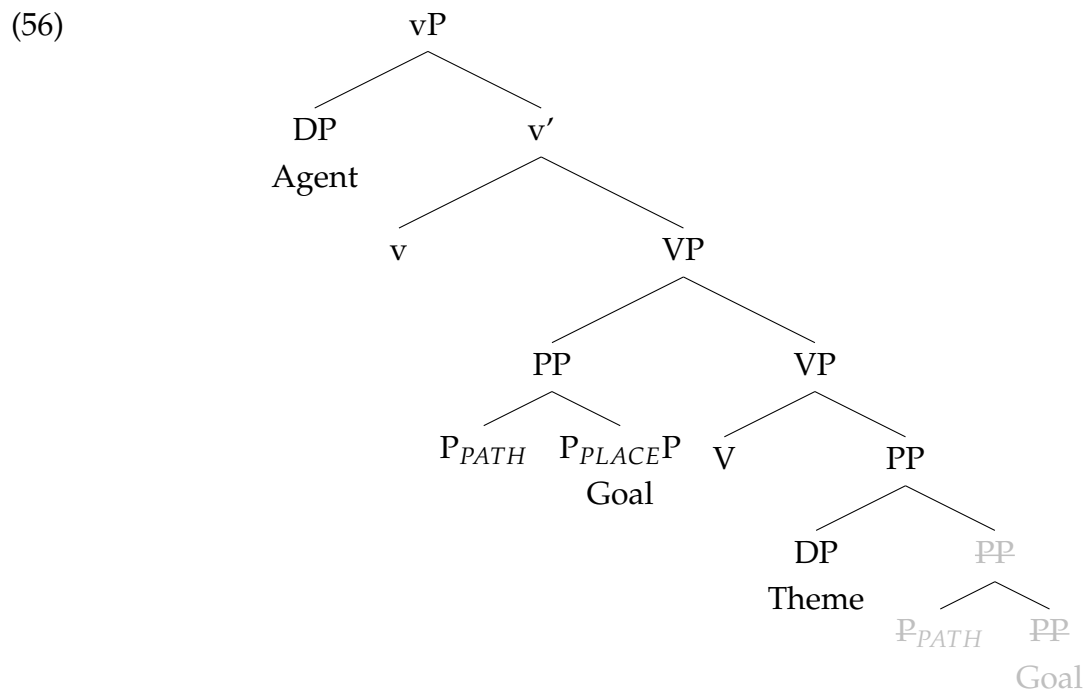 (56)
vP
DP v′
Agent
v VP
PP VP
P_PATH P_PLACEP V PP
Goal
DP PP
Theme
P_PATH PP
Goal